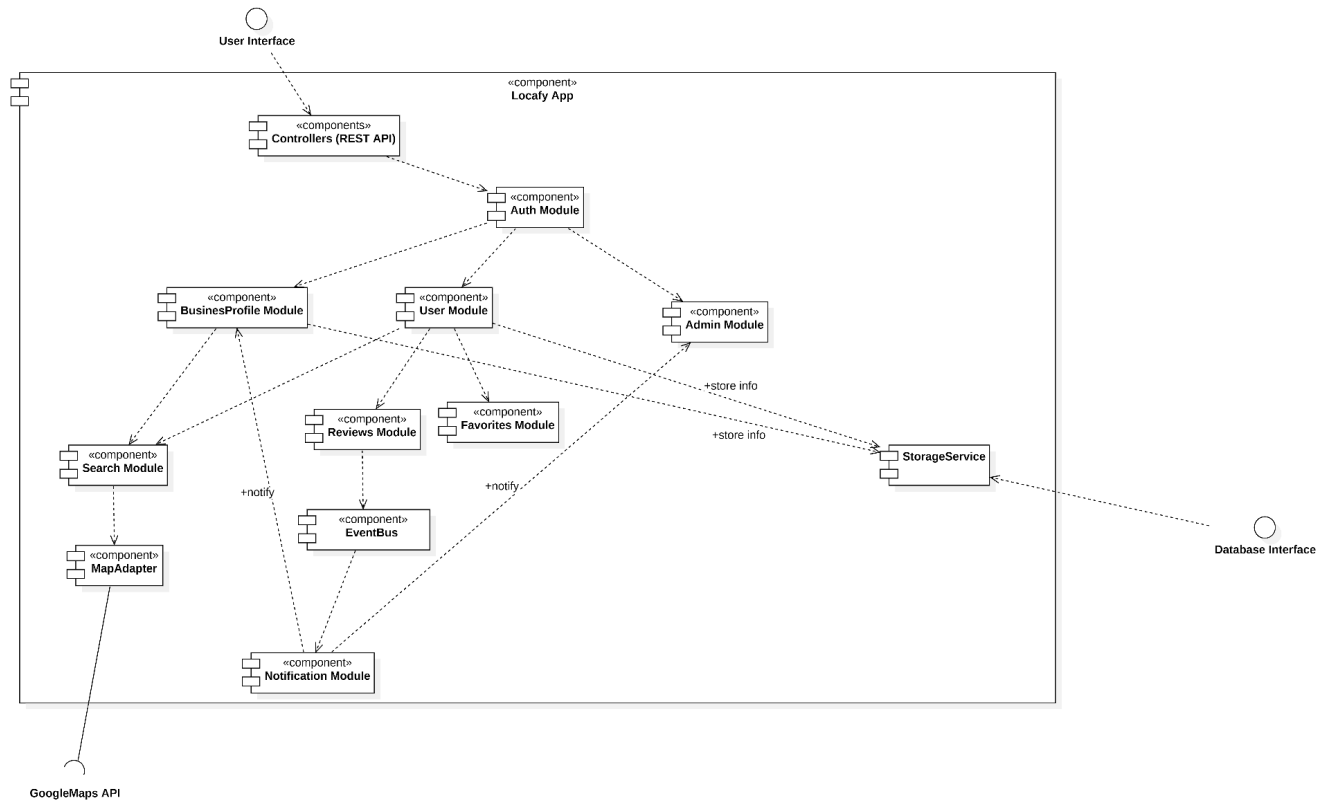 User Interface
«component»
Locafy App
«components»
Controllers (REST API)
«component»
Auth Module
«component»
BusinesProfile Module
«component»
User Module
«component»
Admin Module
+store info
«component»
Reviews Module
«component»
Favorites Module
+store info
«component»
Search Module
StorageService
+notify
+notify
«component»
EventBus
Database Interface
«component»
MapAdapter
«component»
Notification Module
GoogleMaps API